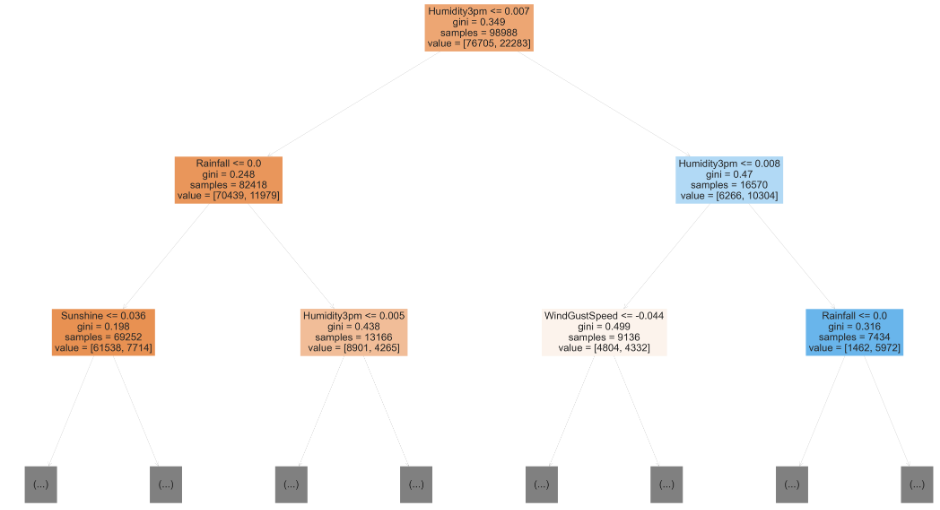 Humidity3pm <= 0.007
gini = 0.349
samples = 98988
value = [76705, 22283]
Rainfall <= 0.0
gini = 0.248
samples = 82418
value = [70439, 11979]
Humidity3pm <= 0.008
gini = 0.47
samples = 16570
value = [6266, 10304]
Sunshine <= 0.036
gini = 0.198
samples = 69252
value = [61538, 7714]
Humidity3pm <= 0.005
gini = 0.438
samples = 13166
value = [8901, 4265]
WindGustSpeed <= -0.044
gini = 0.499
samples = 9136
value = [4804, 4332]
Rainfall <= 0.0
gini = 0.316
samples = 7434
value = [1462, 5972]
(...)
(...)
(...)
(...)
(...)
(...)
(...)
(...)